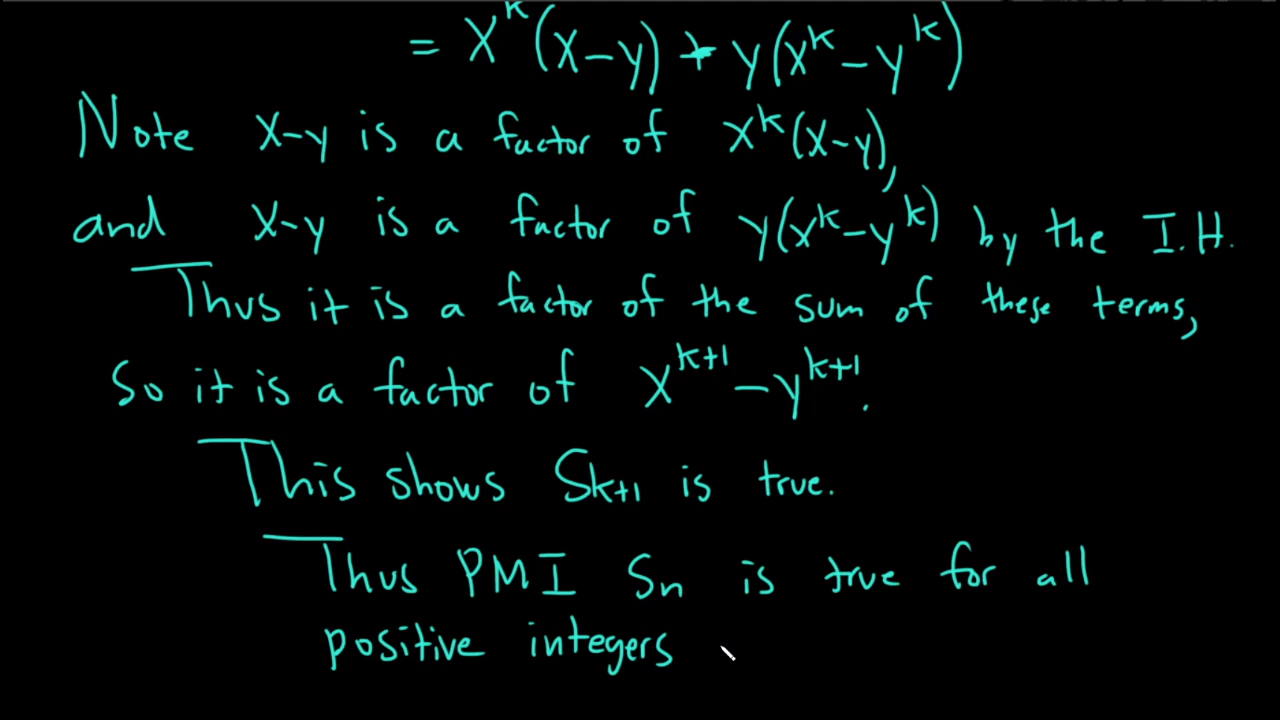 = x^k(x-y) + y(x^k-y^k)
Note x-y is a factor of x^k(x-y),
and x-y is a factor of y(x^k-y^k) by the I.H.
Thus it is a factor of the sum of these terms,
So it is a factor of x^{k+1} - y^{k+1}.
This shows S_{k+1} is true.
Thus PMI S_n is true for all
positive integers